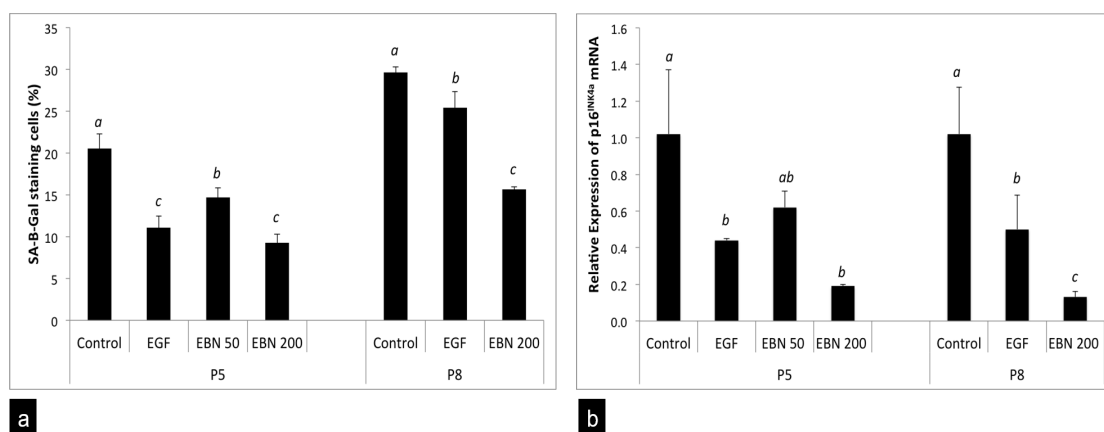 SA-B-Gal staining cells (%)
35
30
25
20
15
10
5
0
a
c
b
c
a
b
c
Control EGF EBN 50 EBN 200 Control EGF EBN 200
P5 P8
a
Relative Expression of p16INK4a mRNA
1.6
1.4
1.2
1.0
0.8
0.6
0.4
0.2
0.0
a
b
ab
b
a
b
c
Control EGF EBN 50 EBN 200 Control EGF EBN 200
P5 P8
b